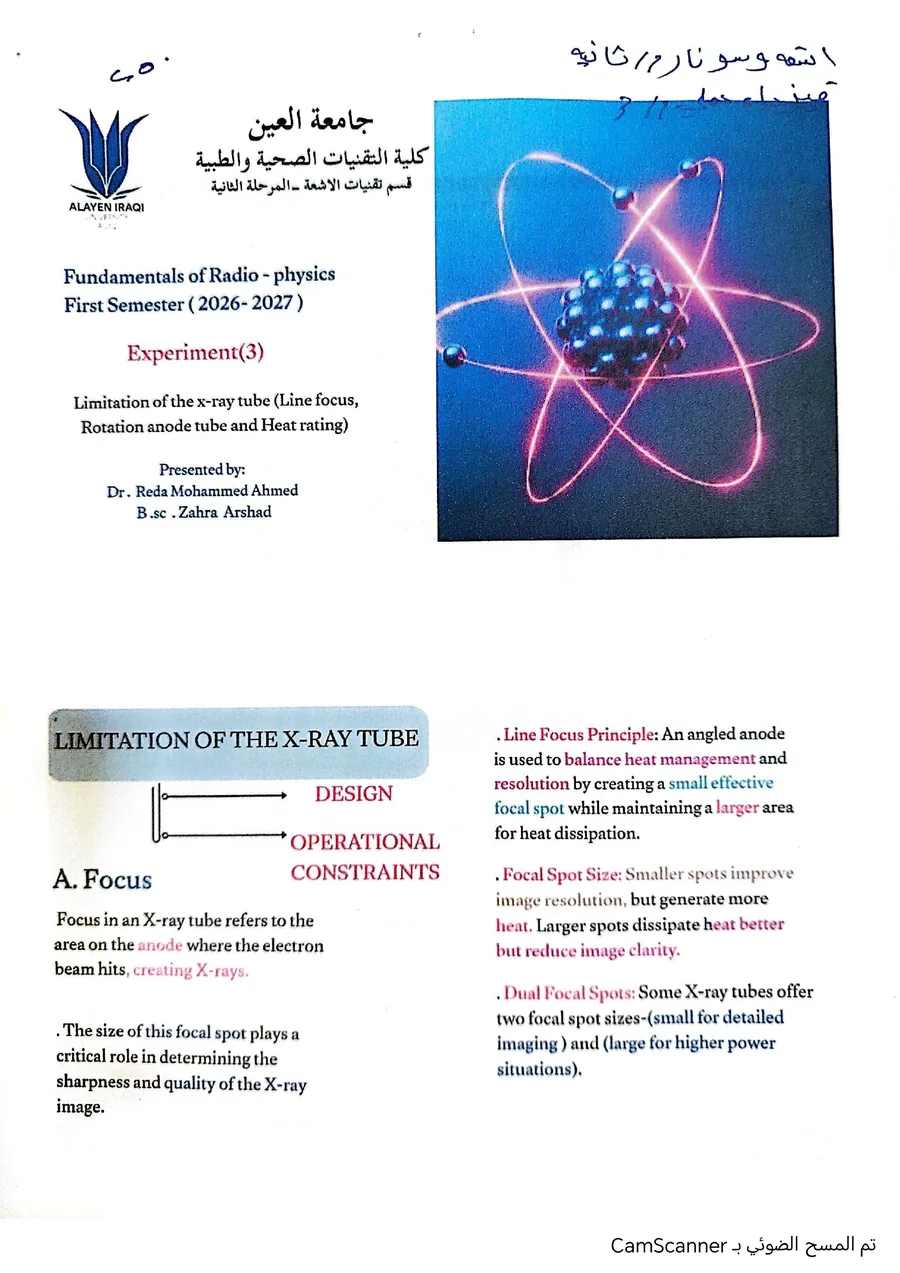 اشعه وسونار م/ ثانيه
جامعة العين
كلية التقنيات الصحية والطبية
قسم تقنيات الاشعة - المرحلة الثانية
ALAYEN IRAQI
UNIVERSITY
AUIQ
Fundamentals of Radio - physics
First Semester ( 2026- 2027 )
Experiment(3)
Limitation of the x-ray tube (Line focus,
Rotation anode tube and Heat rating)
Presented by:
Dr . Reda Mohammed Ahmed
B .sc . Zahra Arshad
LIMITATION OF THE X-RAY TUBE
DESIGN
OPERATIONAL
CONSTRAINTS
A. Focus
Focus in an X-ray tube refers to the
area on the anode where the electron
beam hits, creating X-rays.
. The size of this focal spot plays a
critical role in determining the
sharpness and quality of the X-ray
image.
. Line Focus Principle: An angled anode
is used to balance heat management and
resolution by creating a small effective
focal spot while maintaining a larger area
for heat dissipation.
. Focal Spot Size: Smaller spots improve
image resolution, but generate more
heat. Larger spots dissipate heat better
but reduce image clarity.
. Dual Focal Spots: Some X-ray tubes offer
two focal spot sizes-(small for detailed
imaging ) and (large for higher power
situations).
تم المسح الضوئي بـ CamScanner